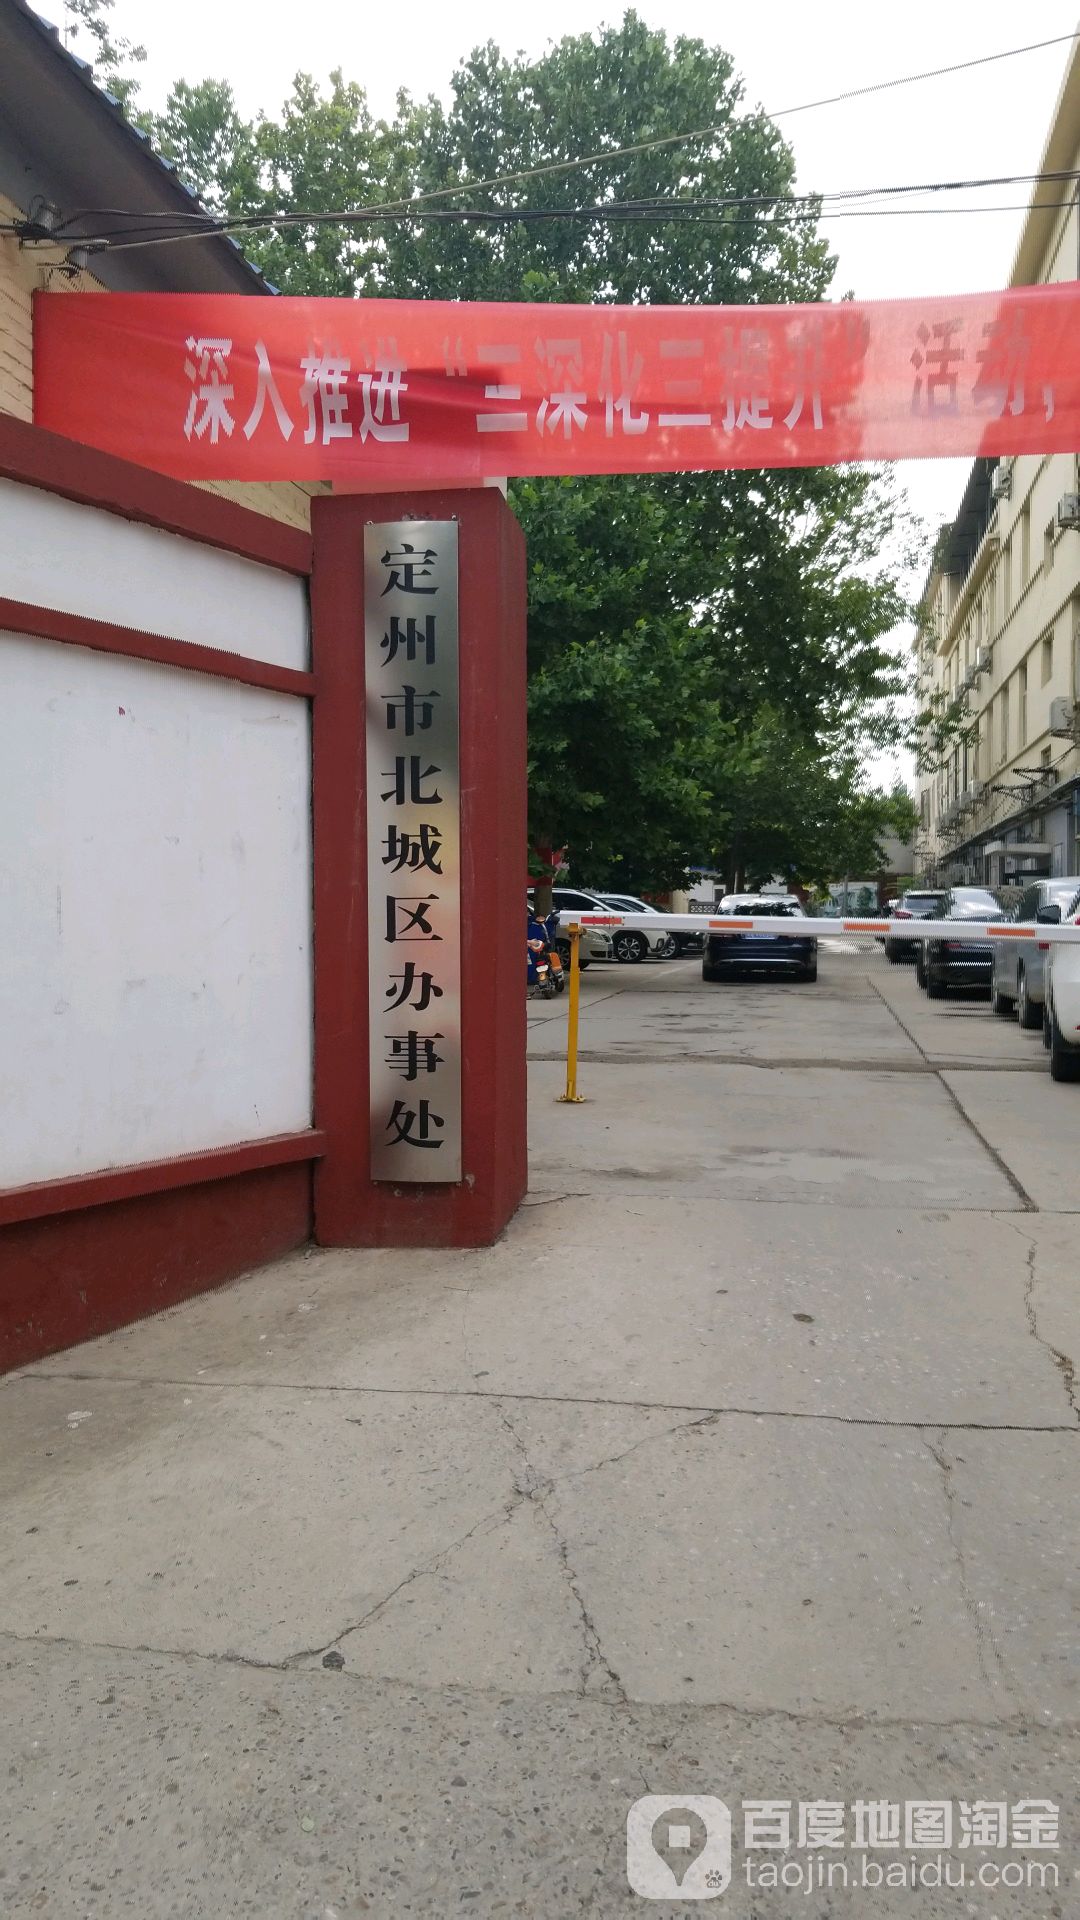 深入推进“三深化三提升”活动，
定州市北城区办事处
百度地图淘金
taojin.baidu.com